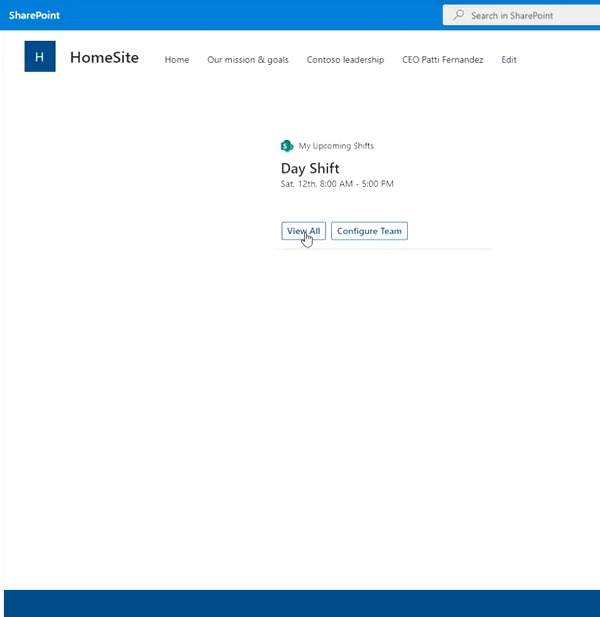 SharePoint
Search in SharePoint
H
HomeSite
Home
Our mission & goals
Contoso leadership
CEO Patti Fernandez
Edit
S
My Upcoming Shifts
Day Shift
Sat, 12th, 8:00 AM - 5:00 PM
View All
Configure Team